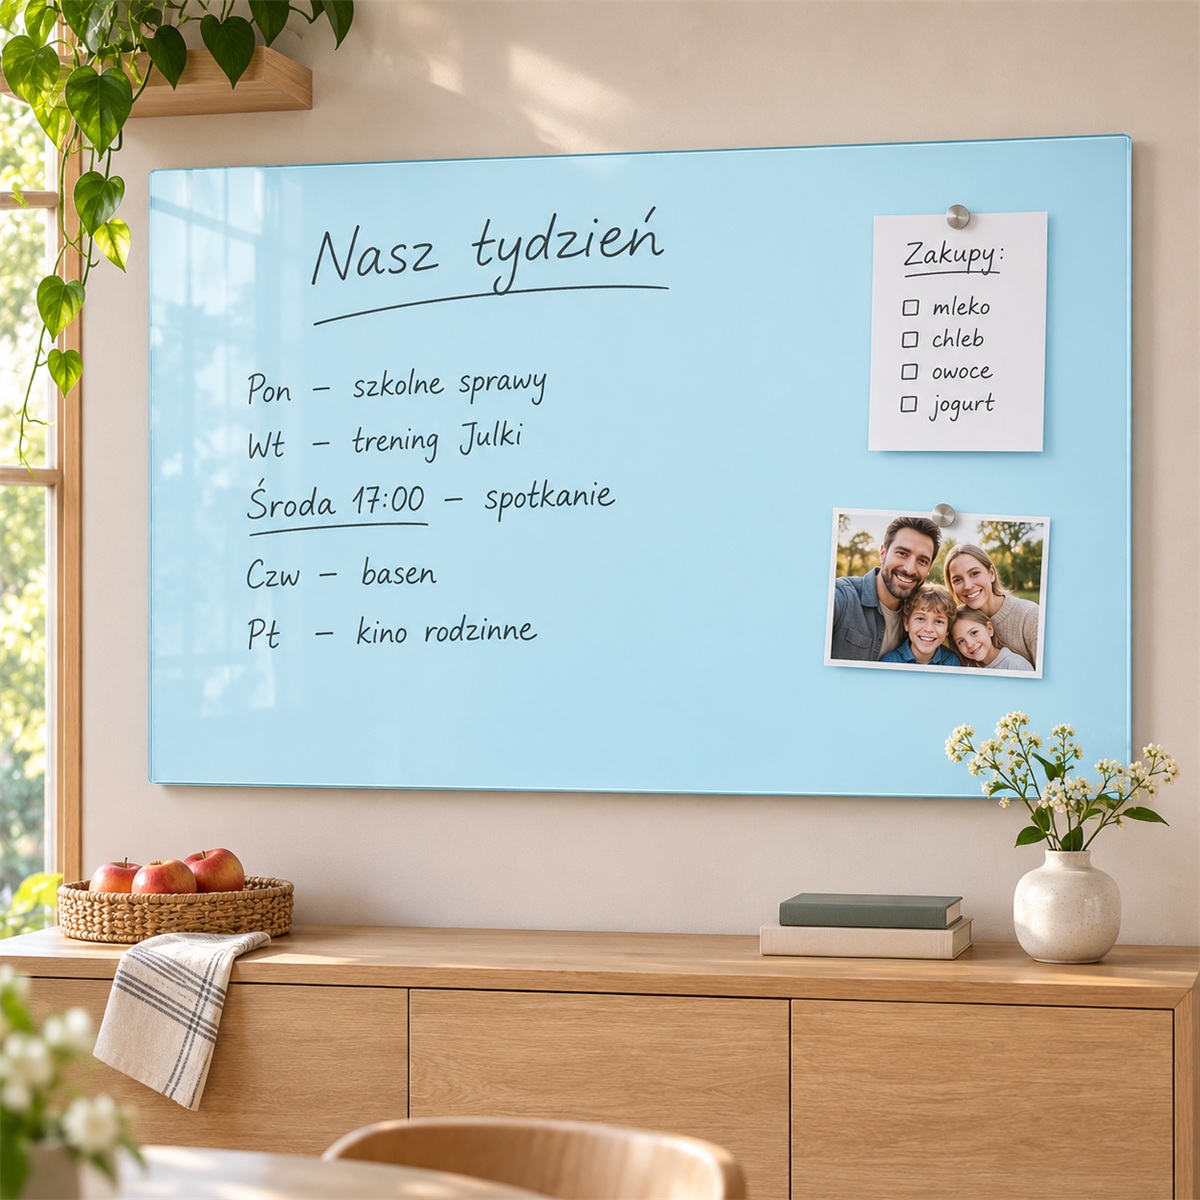 Nasz tydzień
Pon – szkolne sprawy
Wt – trening Julki
Środa 17:00 – spotkanie
Czw – basen
Pt – kino rodzinne
Zakupy:
☐ mleko
☐ chleb
☐ owoce
☐ jogurt